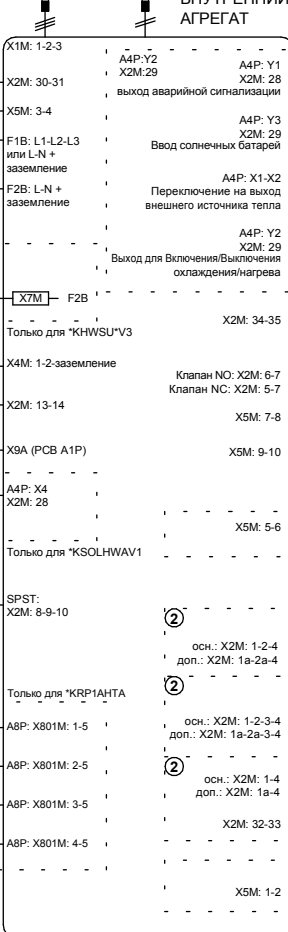 ВНУТРЕННИЙ
АГРЕГАТ
X1M: 1-2-3
X2M: 30-31
X5M: 3-4
F1B: L1-L2-L3
или L-N +
заземление
F2B: L-N +
заземление
X7M
F2B
Только для *KHWSU*V3
X4M: 1-2-заземление
X2M: 13-14
X9A (PCB A1P)
A4P: X4
X2M: 28
Только для *KSOLHWAV1
SPST:
X2M: 8-9-10
Только для *KRP1AHTA
A8P: X801M: 1-5
A8P: X801M: 2-5
A8P: X801M: 3-5
A8P: X801M: 4-5
A4P:Y2
X2M:29
A4P: Y1
X2M: 28
выход аварийной сигнализации
A4P: Y3
X2M: 29
Ввод солнечных батарей
A4P: X1-X2
Переключение на выход
внешнего источника тепла
A4P: Y2
X2M: 29
Выход для Включения/Выключения
охлаждения/нагрева
X2M: 34-35
Клапан NO: X2M: 6-7
Клапан NC: X2M: 5-7
X5M: 7-8
X5M: 9-10
X5M: 5-6
2
осн.: X2M: 1-2-4
доп.: X2M: 1a-2a-4
2
осн.: X2M: 1-2-3-4
доп.: X2M: 1a-2a-3-4
2
осн.: X2M: 1-4
доп.: X2M: 1a-4
X2M: 32-33
X5M: 1-2